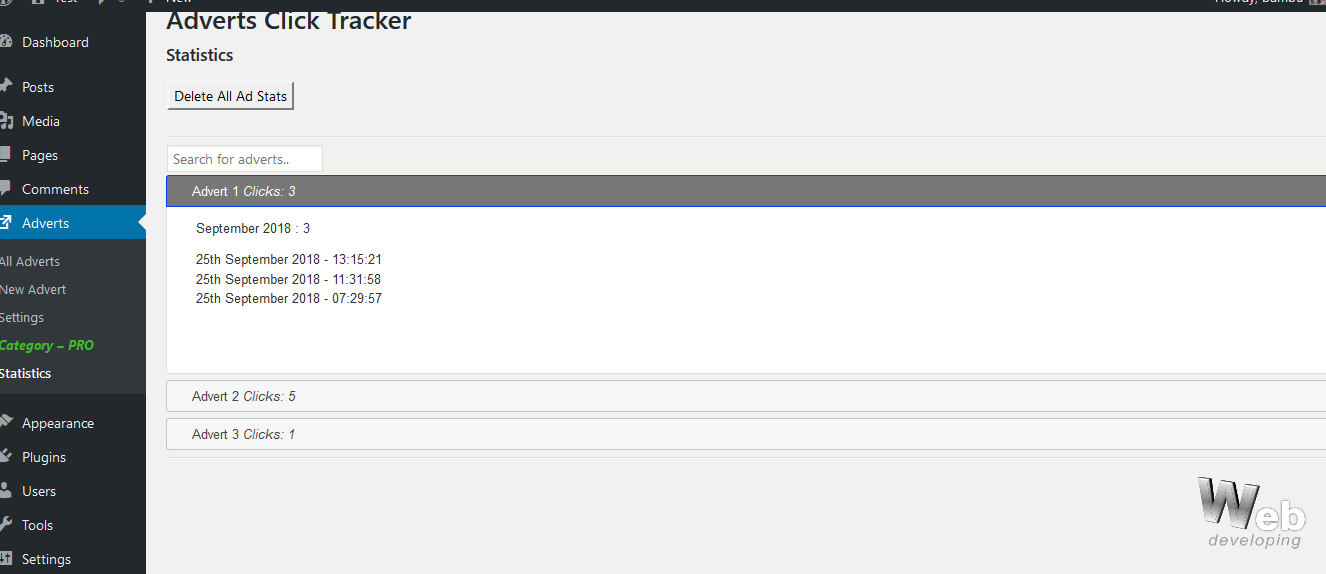 Test
New
Adverts Click Tracker
Statistics
Delete All Ad Stats
Search for adverts..
Advert 1 Clicks: 3
September 2018 : 3
25th September 2018 - 13:15:21
25th September 2018 - 11:31:58
25th September 2018 - 07:29:57
Advert 2 Clicks: 5
Advert 3 Clicks: 1
Dashboard
Posts
Media
Pages
Comments
Adverts
All Adverts
New Advert
Settings
Category – PRO
Statistics
Appearance
Plugins
Users
Tools
Settings
Web
developing